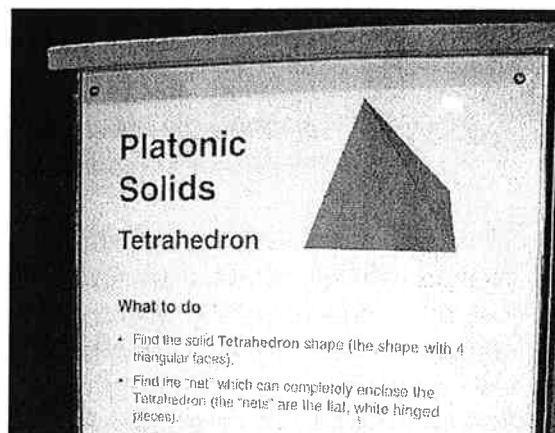 Platonic
Solids
Tetrahedron
What to do
• Find the solid Tetrahedron shape (the shape with 4
triangular faces).
• Find the "net" which can completely enclose the
Tetrahedron (the "nets" are the flat, white hinged
pieces).